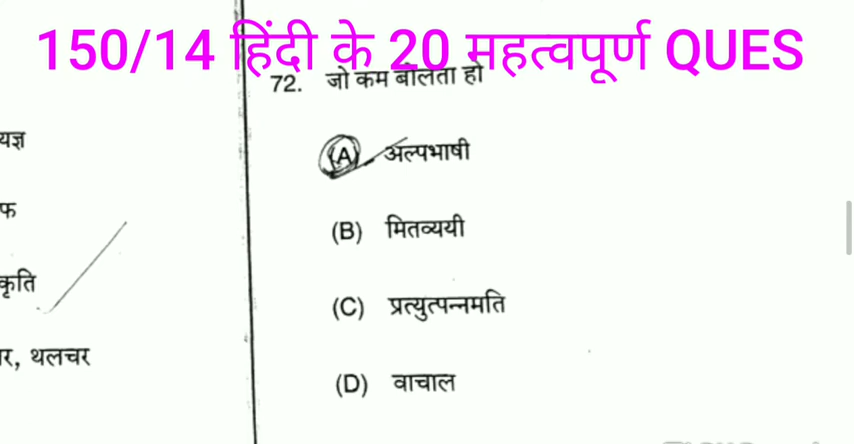 150/14 हिंदी के 20 महत्वपूर्ण QUES
72. जो कम बोलता हो
यज्ञ
(A) अल्पभाषी
फ
(B) मितव्ययी
कृति
(C) प्रत्युत्पन्नमति
र, थलचर
(D) वाचाल